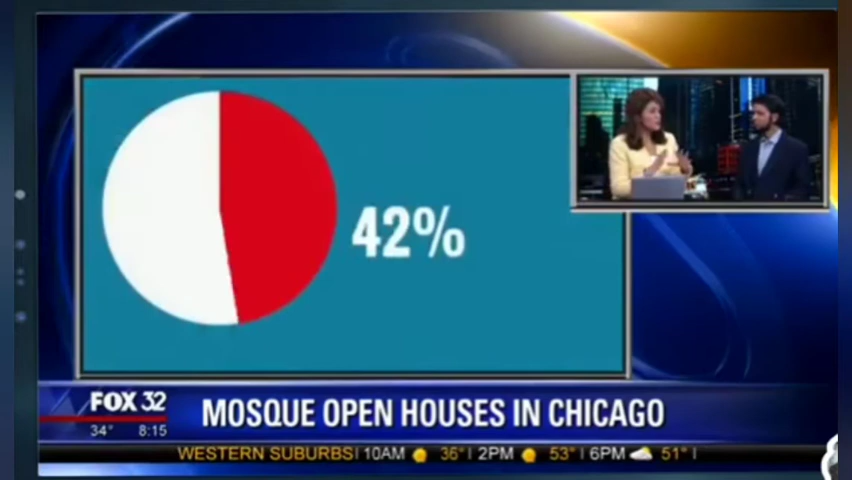 42%
FOX 32
34° 8:15
MOSQUE OPEN HOUSES IN CHICAGO
WESTERN SUBURBS| 10AM 36° | 2PM 53° | 6PM 51° |